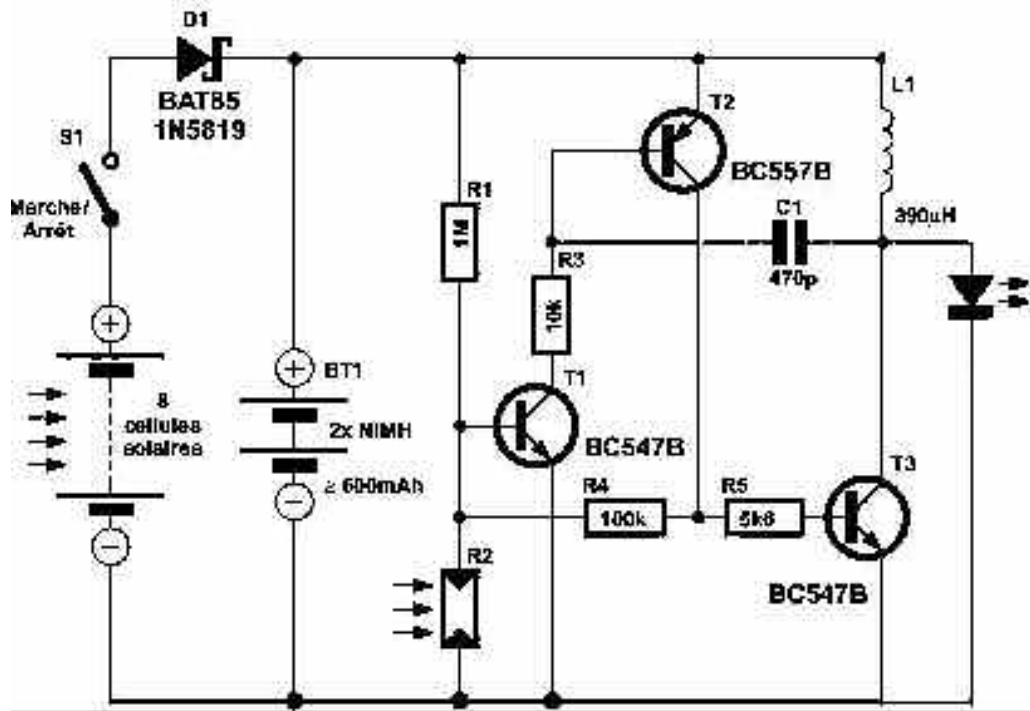 D1
BAT85
1N5819
S1
Marche/
Arrêt
+
8
cellules
solaires
−
+
BT1
2x NiMH
≥ 600mAh
−
R1
1M
R2
R3
10k
T1
BC547B
R4
100k
R5
5k6
T2
BC557B
C1
470p
L1
390µH
T3
BC547B